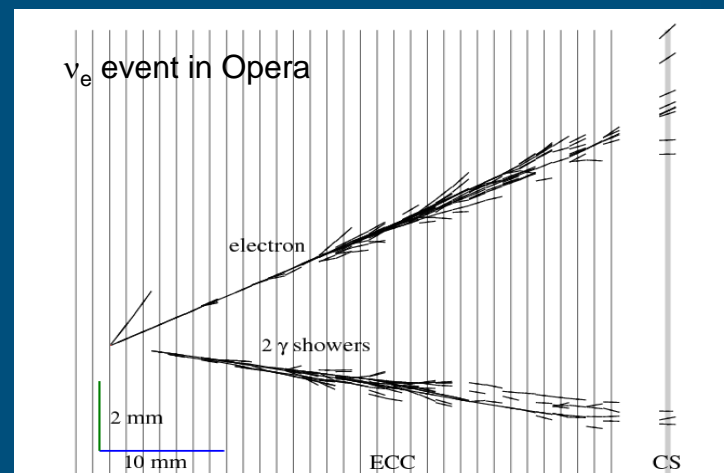 νe event in Opera
electron
2 γ showers
2 mm
10 mm
ECC
CS